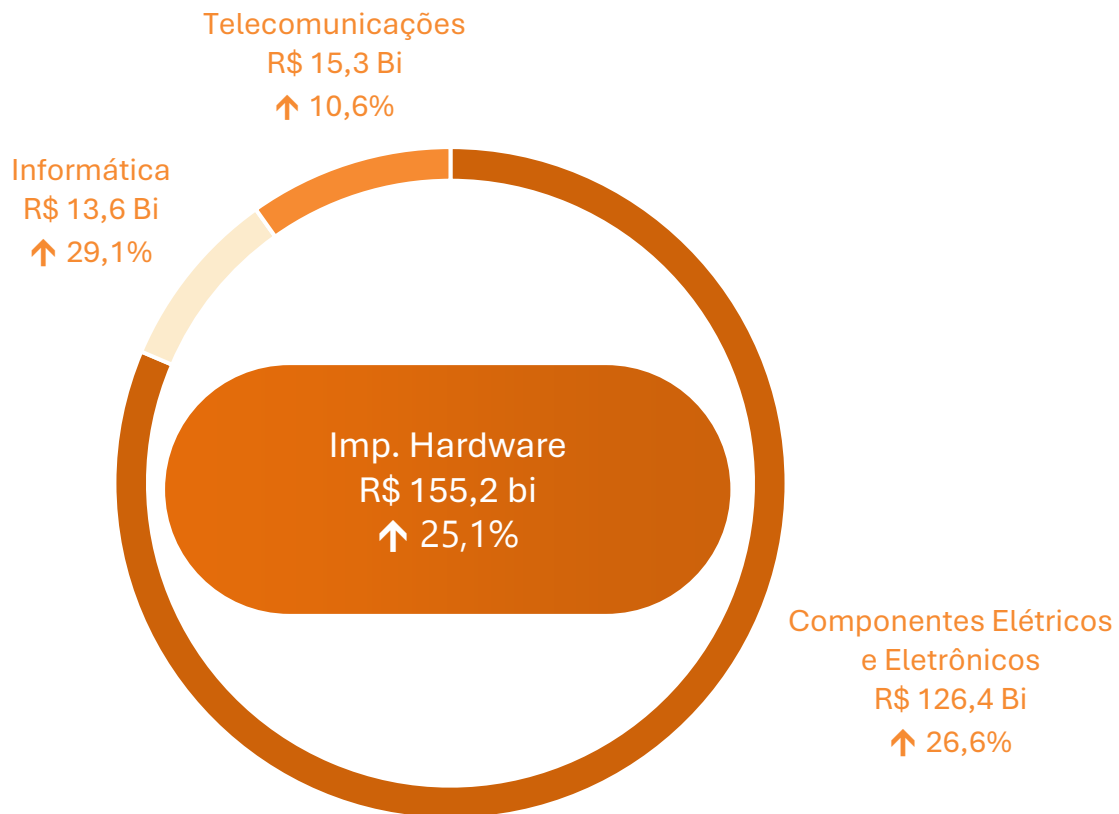 Telecomunicações
R$ 15,3 Bi
↑ 10,6%
Informática
R$ 13,6 Bi
↑ 29,1%
Imp. Hardware
R$ 155,2 bi
↑ 25,1%
Componentes Elétricos
e Eletrônicos
R$ 126,4 Bi
↑ 26,6%